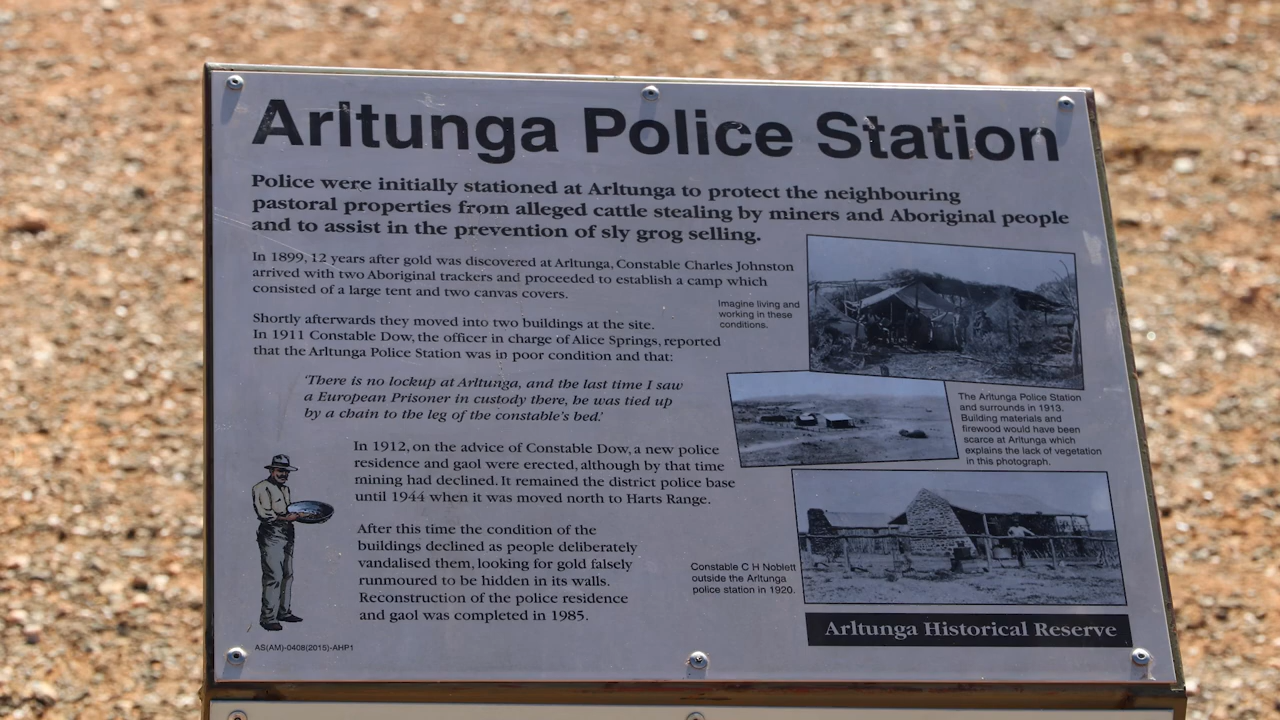 Arltunga Police Station
Police were initially stationed at Arltunga to protect the neighbouring
pastoral properties from alleged cattle stealing by miners and Aboriginal people
and to assist in the prevention of sly grog selling.
In 1899, 12 years after gold was discovered at Arltunga, Constable Charles Johnston
arrived with two Aboriginal trackers and proceeded to establish a camp which
consisted of a large tent and two canvas covers.
Imagine living and
working in these
conditions.
Shortly afterwards they moved into two buildings at the site.
In 1911 Constable Dow, the officer in charge of Alice Springs, reported
that the Arltunga Police Station was in poor condition and that:
'There is no lockup at Arltunga, and the last time I saw
a European Prisoner in custody there, he was tied up
by a chain to the leg of the constable's bed.'
The Arltunga Police Station
and surrounds in 1913.
Building materials and
firewood would have been
scarce at Arltunga which
explains the lack of vegetation
in this photograph.
In 1912, on the advice of Constable Dow, a new police
residence and gaol were erected, although by that time
mining had declined. It remained the district police base
until 1944 when it was moved north to Harts Range.
After this time the condition of the
buildings declined as people deliberately
vandalised them, looking for gold falsely
runmoured to be hidden in its walls.
Reconstruction of the police residence
and gaol was completed in 1985.
Constable C H Noblett
outside the Arltunga
police station in 1920.
Arltunga Historical Reserve
AS(AM)-0408(2015)-AHP1